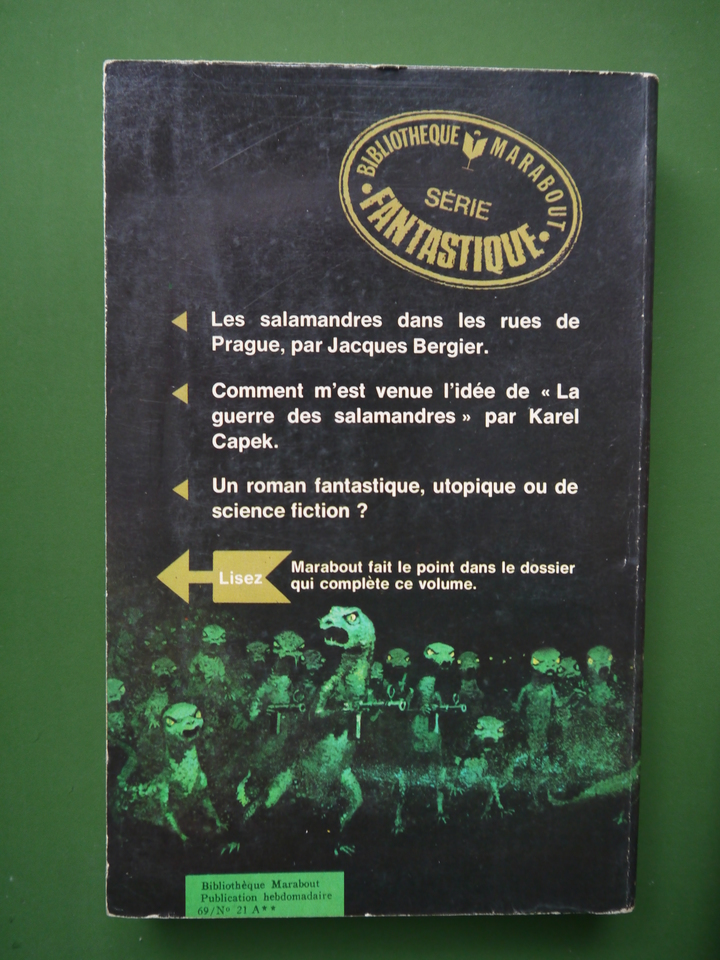 BIBLIOTHEQUE MARABOUT
SÉRIE
FANTASTIQUE
Les salamandres dans les rues de
Prague, par Jacques Bergier.
Comment m'est venue l'idée de « La
guerre des salamandres » par Karel
Capek.
Un roman fantastique, utopique ou de
science fiction ?
Lisez
Marabout fait le point dans le dossier
qui complète ce volume.
Bibliothèque Marabout
Publication hebdomadaire
69/Nº 21 A**